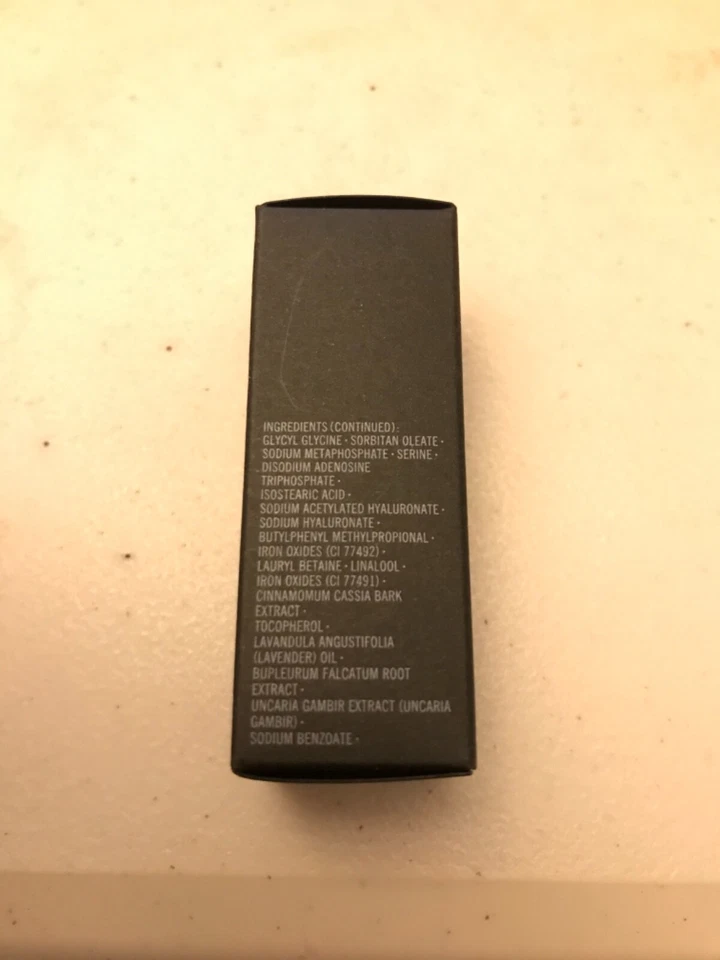 INGREDIENTS (CONTINUED):
GLYCYL GLYCINE · SORBITAN OLEATE ·
SODIUM METAPHOSPHATE · SERINE ·
DISODIUM ADENOSINE
TRIPHOSPHATE ·
ISOSTEARIC ACID ·
SODIUM ACETYLATED HYALURONATE ·
SODIUM HYALURONATE ·
BUTYLPHENYL METHYLPROPIONAL ·
IRON OXIDES (CI 77492) ·
LAURYL BETAINE · LINALOOL ·
IRON OXIDES (CI 77491) ·
CINNAMOMUM CASSIA BARK
EXTRACT ·
TOCOPHEROL ·
LAVANDULA ANGUSTIFOLIA
(LAVENDER) OIL ·
BUPLEURUM FALCATUM ROOT
EXTRACT ·
UNCARIA GAMBIR EXTRACT (UNCARIA
GAMBIR) ·
SODIUM BENZOATE ·